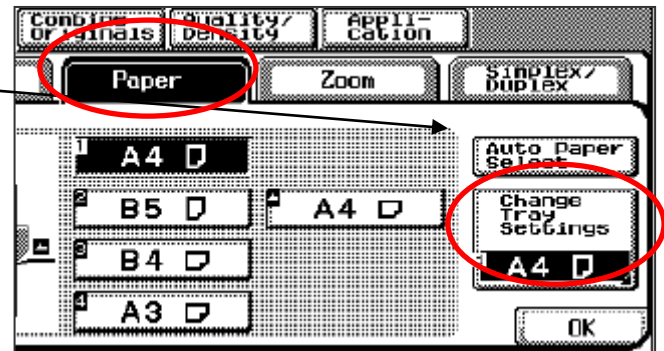 Combine
Originals
Quality/
Density
Appli-
cation
Paper
Zoom
Simplex/
Duplex
1 A4
2 B5
A4
3 B4
4 A3
Auto Paper
Select
Change
Tray
Settings
1 A4
OK